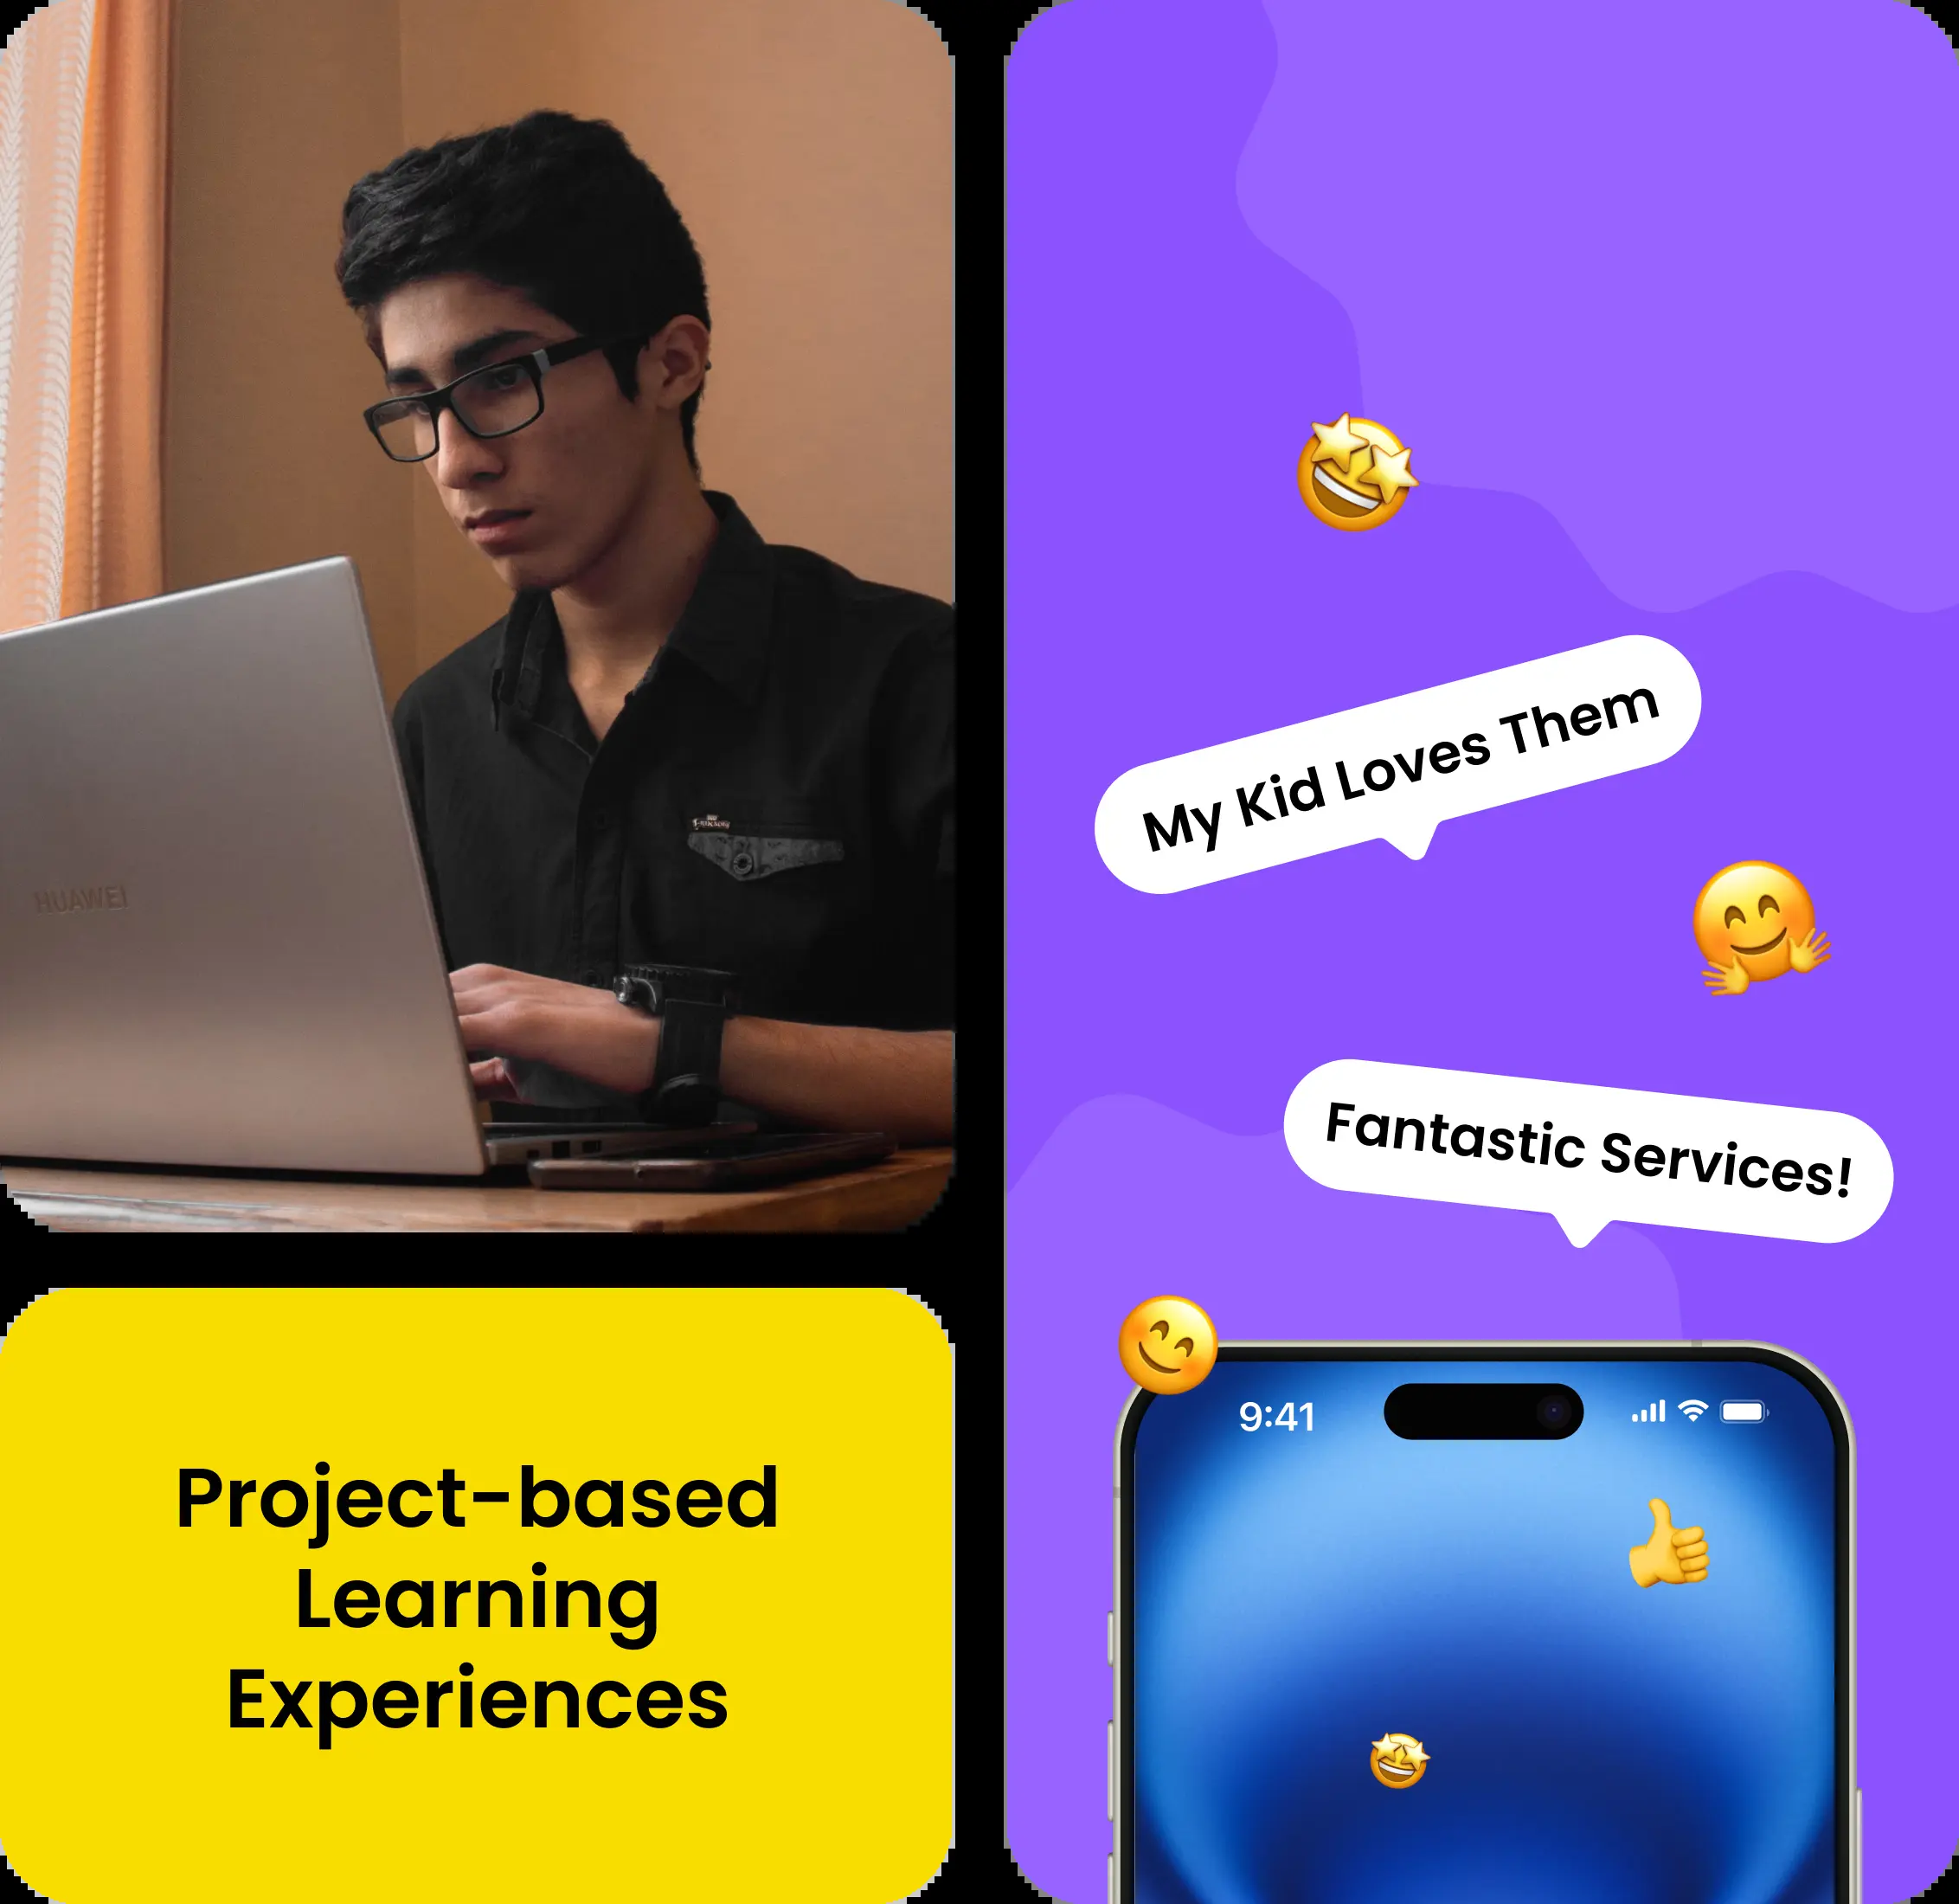 HUAWEI
Project-based
Learning
Experiences
My Kid Loves Them
Fantastic Services!
9:41